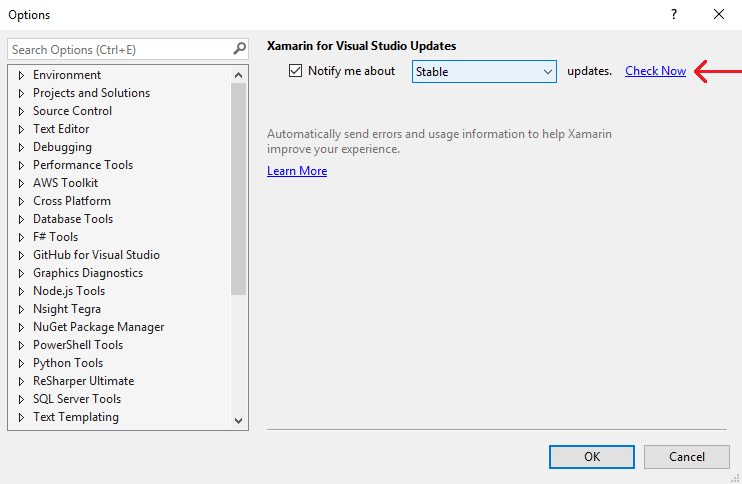 Options
?
Search Options (Ctrl+E)
Environment
Projects and Solutions
Source Control
Text Editor
Debugging
Performance Tools
AWS Toolkit
Cross Platform
Database Tools
F# Tools
GitHub for Visual Studio
Graphics Diagnostics
Node.js Tools
Nsight Tegra
NuGet Package Manager
PowerShell Tools
Python Tools
ReSharper Ultimate
SQL Server Tools
Text Templating
Xamarin for Visual Studio Updates
Notify me about Stable updates. Check Now
Automatically send errors and usage information to help Xamarin
improve your experience.
Learn More
OK Cancel